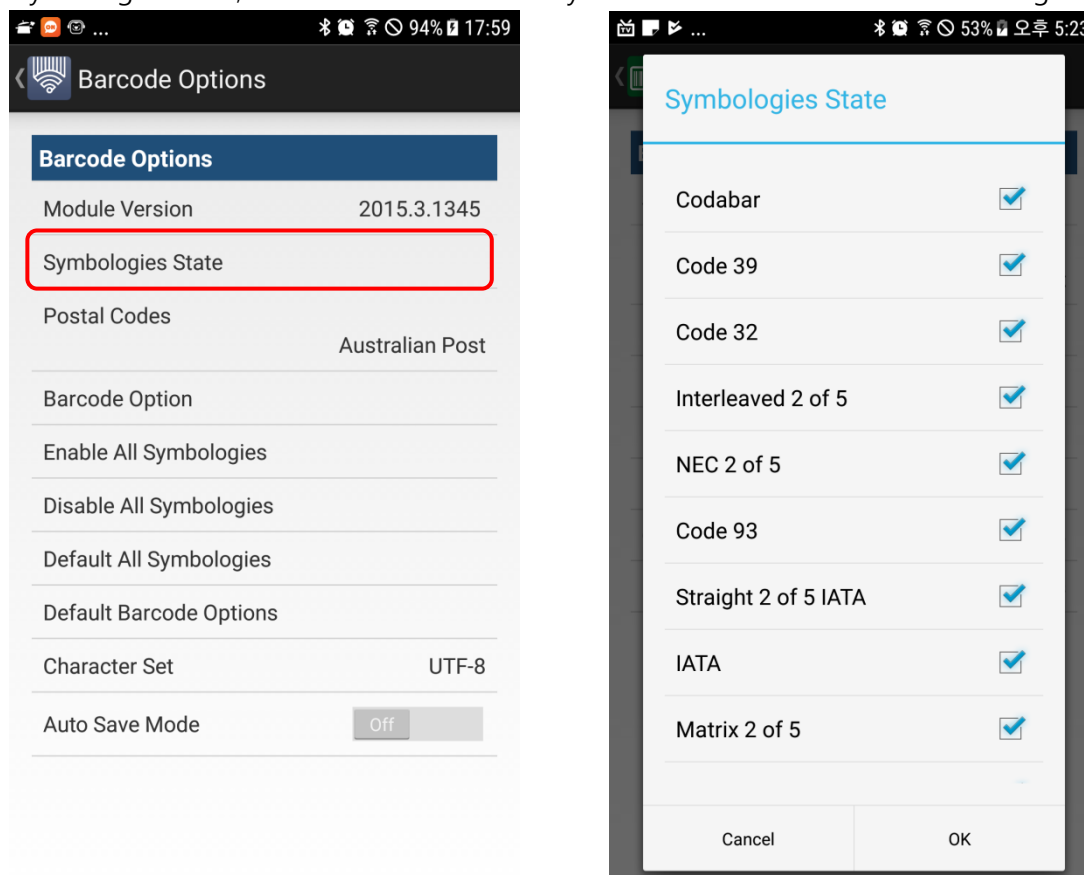 ...
94% 17:59
Barcode Options
Barcode Options
Module Version 2015.3.1345
Symbologies State
Postal Codes
Australian Post
Barcode Option
Enable All Symbologies
Disable All Symbologies
Default All Symbologies
Default Barcode Options
Character Set UTF-8
Auto Save Mode Off
...
53% 오후 5:23
Symbologies State
Codabar
Code 39
Code 32
Interleaved 2 of 5
NEC 2 of 5
Code 93
Straight 2 of 5 IATA
IATA
Matrix 2 of 5
Cancel OK